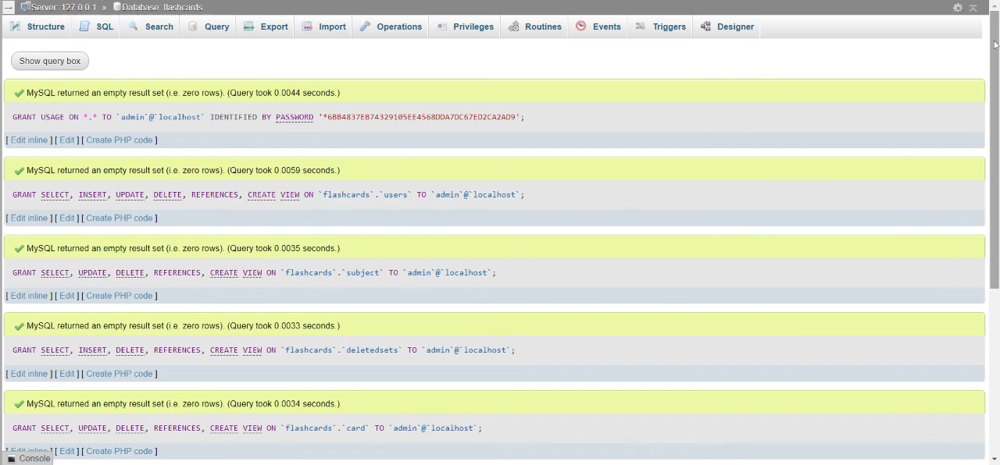 Server: 127.0.0.1 » Database: flashcards
Structure SQL Search Query Export Import Operations Privileges Routines Events Triggers Designer
Show query box
MySQL returned an empty result set (i.e. zero rows). (Query took 0.0044 seconds.)
GRANT USAGE ON *.* TO `admin`@`localhost` IDENTIFIED BY PASSWORD '*6BB4837EB74329105EE4568DDA7DC67ED2CA2AD9';
[ Edit inline ] [ Edit ] [ Create PHP code ]
MySQL returned an empty result set (i.e. zero rows). (Query took 0.0059 seconds.)
GRANT SELECT, INSERT, UPDATE, DELETE, REFERENCES, CREATE VIEW ON `flashcards`.`users` TO `admin`@`localhost`;
[ Edit inline ] [ Edit ] [ Create PHP code ]
MySQL returned an empty result set (i.e. zero rows). (Query took 0.0035 seconds.)
GRANT SELECT, UPDATE, DELETE, REFERENCES, CREATE VIEW ON `flashcards`.`subject` TO `admin`@`localhost`;
[ Edit inline ] [ Edit ] [ Create PHP code ]
MySQL returned an empty result set (i.e. zero rows). (Query took 0.0033 seconds.)
GRANT SELECT, INSERT, DELETE, REFERENCES, CREATE VIEW ON `flashcards`.`deletedsets` TO `admin`@`localhost`;
[ Edit inline ] [ Edit ] [ Create PHP code ]
MySQL returned an empty result set (i.e. zero rows). (Query took 0.0034 seconds.)
GRANT SELECT, UPDATE, DELETE, REFERENCES, CREATE VIEW ON `flashcards`.`card` TO `admin`@`localhost`;
[ Edit inline ] [ Edit ] [ Create PHP code ]
Console